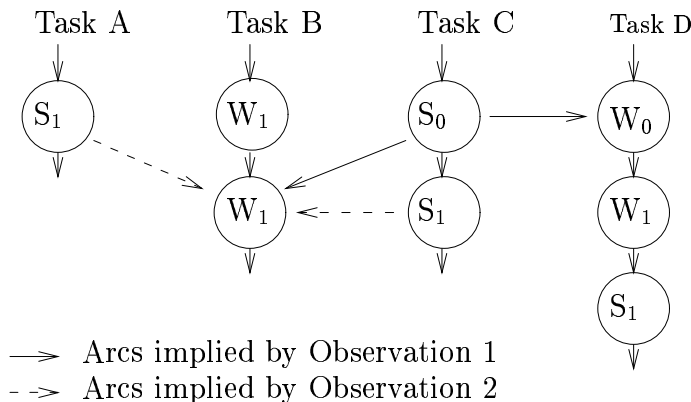 Task A Task B Task C Task D
S₁ W₁ S₀ W₀
W₁ S₁ W₁
S₁
Arcs implied by Observation 1
Arcs implied by Observation 2